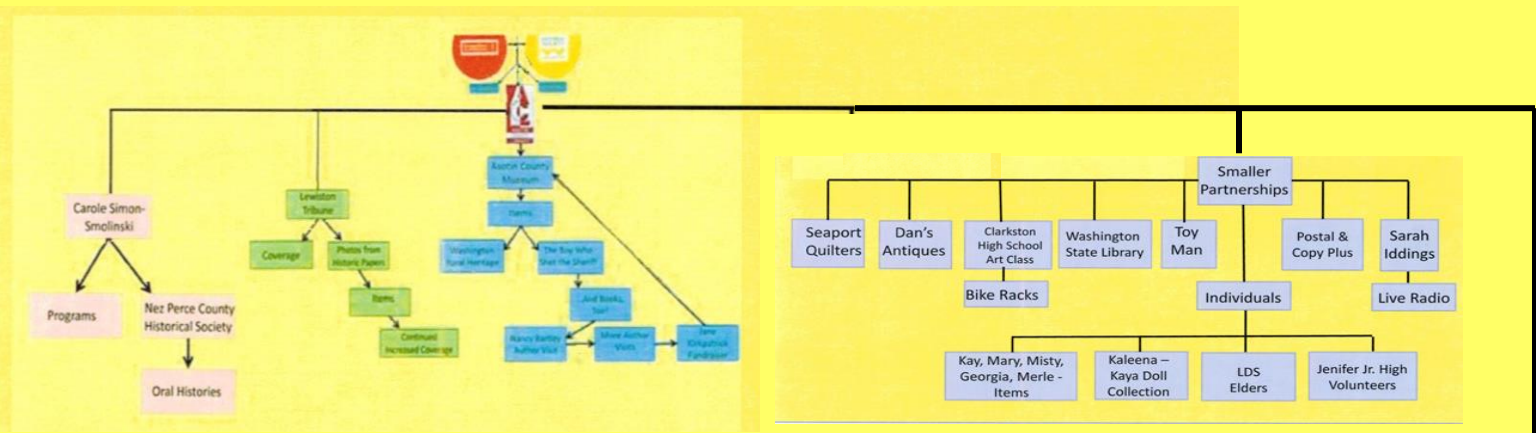 Carole Simon-
Smolinski
Programs
Nez Perce County
Historical Society
Oral Histories
Lewiston
Tribune
Coverage
Photos from
Historic Papers
Items
Continued
Increased Coverage
County
Museum
Items
Washington
Rural Heritage
The Boy Who
Shot the Sheriff
...And Books,
Too!
Nancy Bartley
Author Visit
More Author
Visits
Jane
Kirkpatrick
Fundraiser
Smaller
Partnerships
Seaport
Quilters
Dan's
Antiques
Clarkston
High School
Art Class
Bike Racks
Washington
State Library
Toy
Man
Postal &
Copy Plus
Sarah
Iddings
Live Radio
Individuals
Kay, Mary, Misty,
Georgia, Merle -
Items
Kaleena –
Kaya Doll
Collection
LDS
Elders
Jenifer Jr. High
Volunteers